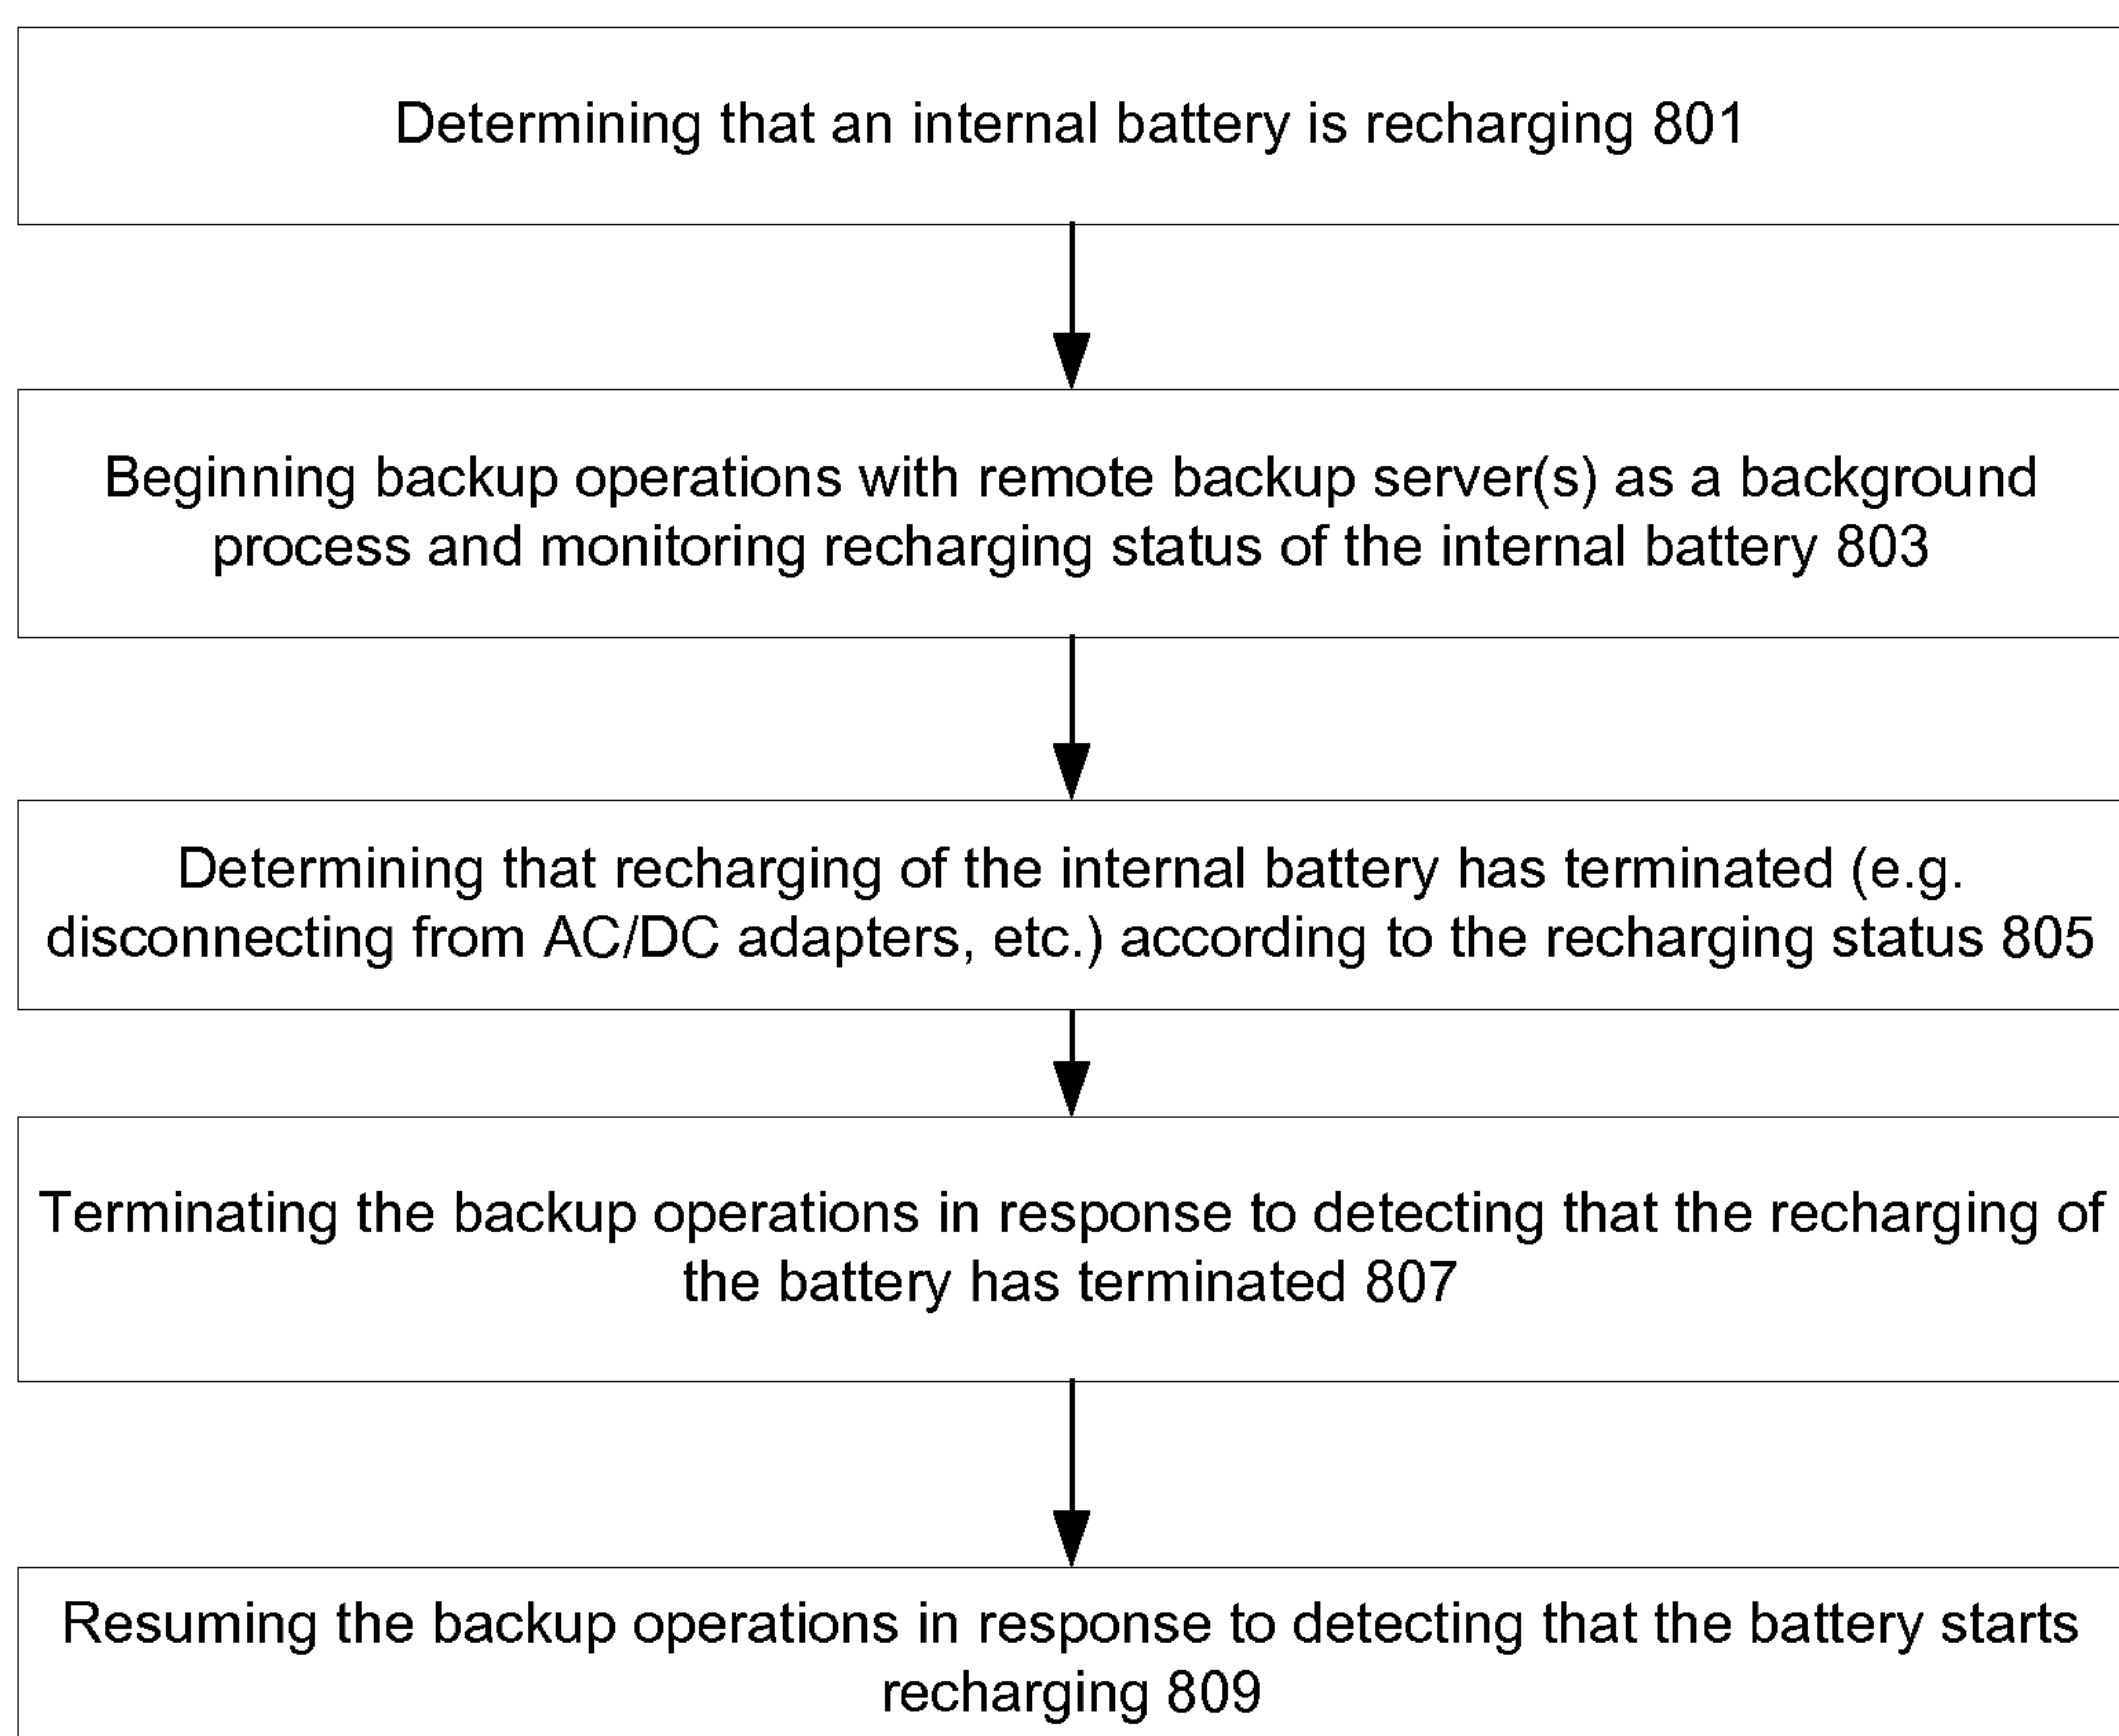 Determining that an internal battery is recharging 801
Beginning backup operations with remote backup server(s) as a background
process and monitoring recharging status of the internal battery 803
Determining that recharging of the internal battery has terminated (e.g.
disconnecting from AC/DC adapters, etc.) according to the recharging status 805
Terminating the backup operations in response to detecting that the recharging of
the battery has terminated 807
Resuming the backup operations in response to detecting that the battery starts
recharging 809